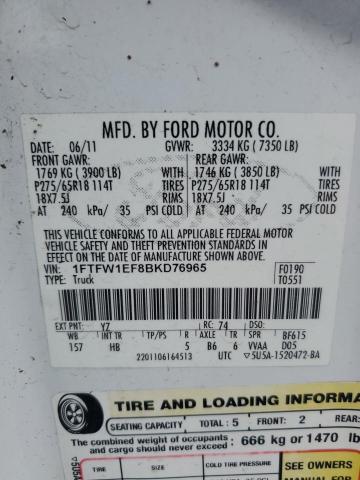 MFD. BY FORD MOTOR CO.
DATE: 06/11 GVWR: 3334 KG ( 7350 LB)
FRONT GAWR: REAR GAWR:
1769 KG ( 3900 LB) WITH 1746 KG ( 3850 LB) WITH
P275/65R18 114T TIRES P275/65R18 114T TIRES
18X7.5J RIMS 18X7.5J RIMS
AT 240 kPa/ 35 PSI COLD AT 240 kPa/ 35 PSI COLD
THIS VEHICLE CONFORMS TO ALL APPLICABLE FEDERAL MOTOR
VEHICLE SAFETY AND THEFT PREVENTION STANDARDS IN
EFFECT ON THE DATE OF MANUFACTURE SHOWN ABOVE.
VIN: 1FTFW1EF8BKD76965 F0190
TYPE: Truck T0551
EXT PNT: YZ RC: 74 DSO: BF615
WB BRK INT TR TP/PS R AXLE TR SPR VVA D05
157 HB 5 B6 6
2201106164513 UTC ▽5USA-1520472-BA
TIRE AND LOADING INFORMA
SEATING CAPACITY TOTAL : 5 FRONT: 2
The combined weight of occupants
and cargo should never exceed : 666 kg or 1470 lb
TIRE SIZE COLD TIRE PRESSURE SEE OWNERS
MANUAL FOR